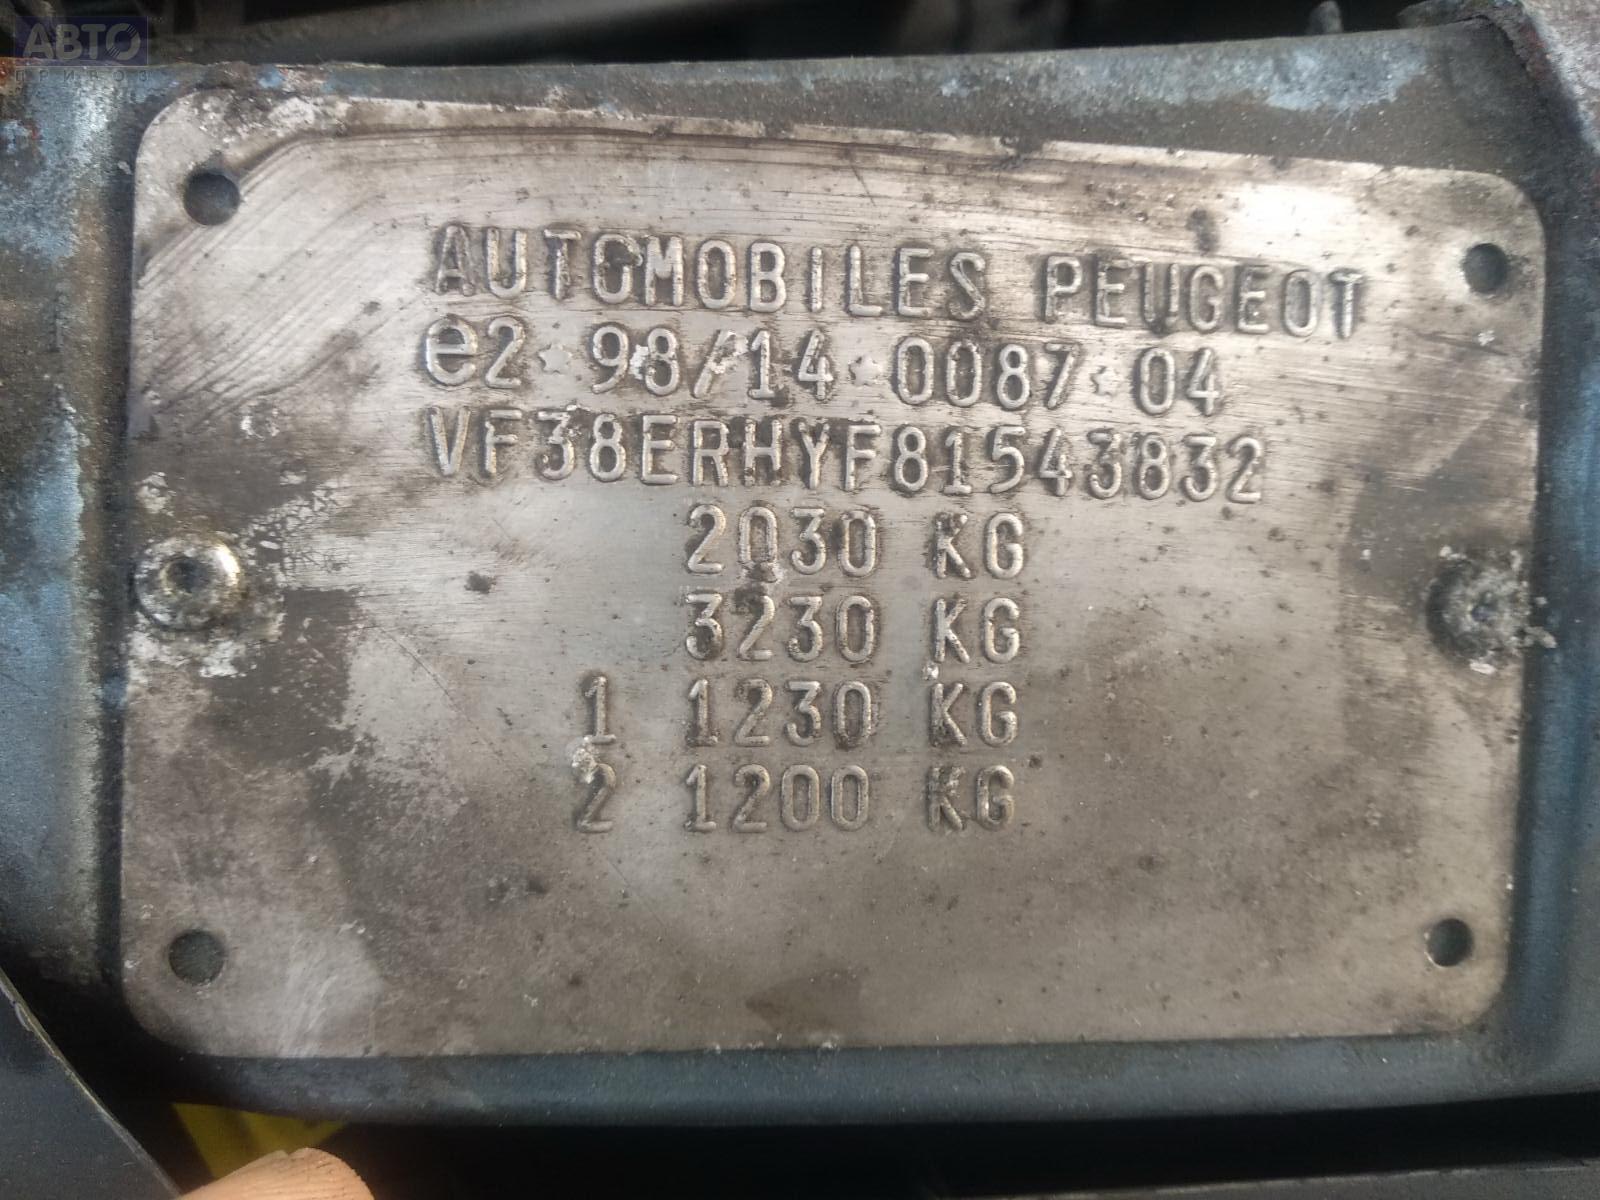 АВТО
ПРИВОЗ
AUTOMOBILES PEUGEOT
e2*98/14*0087*04
VF38ERHYF81543832
2030 KG
3230 KG
1 1230 KG
2 1200 KG